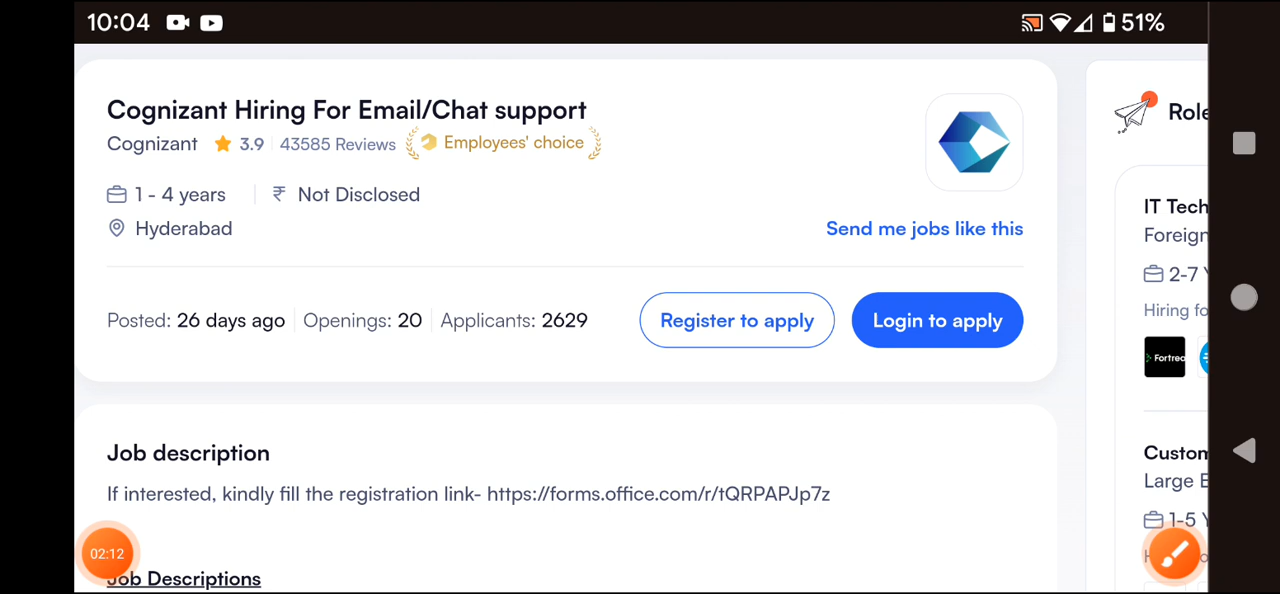 10:04
51%
Cognizant Hiring For Email/Chat support
Cognizant 3.9 43585 Reviews Employees' choice
1 - 4 years ₹ Not Disclosed
Hyderabad
Send me jobs like this
Posted: 26 days ago Openings: 20 Applicants: 2629
Register to apply
Login to apply
Job description
If interested, kindly fill the registration link- https://forms.office.com/r/tQRPAPJp7z
02:12
Job Descriptions
Role
IT Tech
Foreign
2-7 Y
Hiring fo
Fortrea
Custom
Large E
1-5 Y